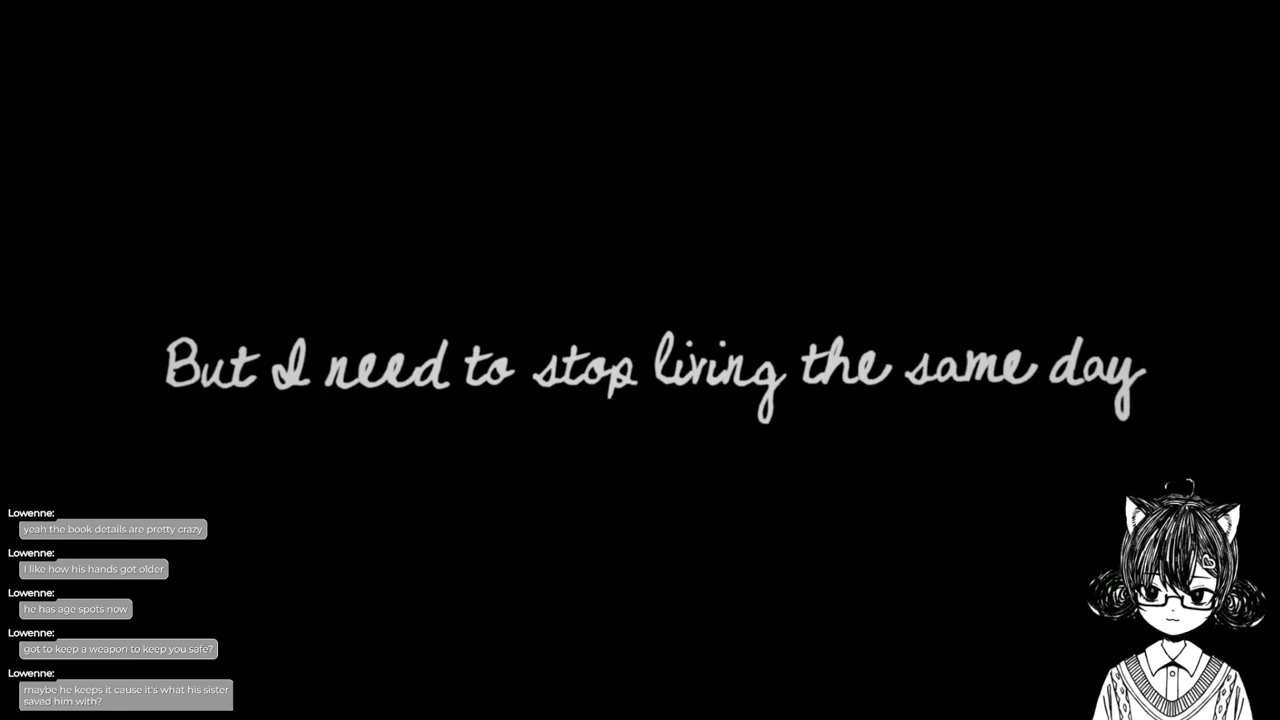 But I need to stop living the same day
Lowenne:
yeah the book details are pretty crazy
Lowenne:
I like how his hands got older
Lowenne:
he has age spots now
Lowenne:
got to keep a weapon to keep you safe?
Lowenne:
maybe he keeps it cause it's what his sister
saved him with?